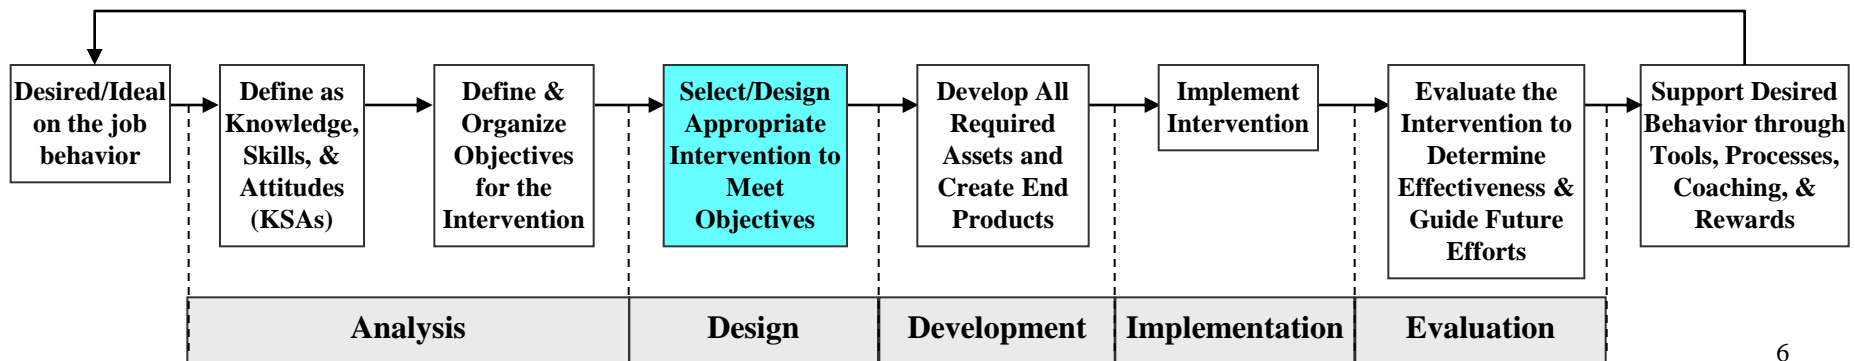 Desired/Ideal
on the job
behavior
Define as
Knowledge,
Skills, &
Attitudes
(KSAs)
Define &
Organize
Objectives
for the
Intervention
Select/Design
Appropriate
Intervention to
Meet
Objectives
Develop All
Required
Assets and
Create End
Products
Implement
Intervention
Evaluate the
Intervention to
Determine
Effectiveness &
Guide Future
Efforts
Support Desired
Behavior through
Tools, Processes,
Coaching, &
Rewards
Analysis
Design
Development
Implementation
Evaluation
6